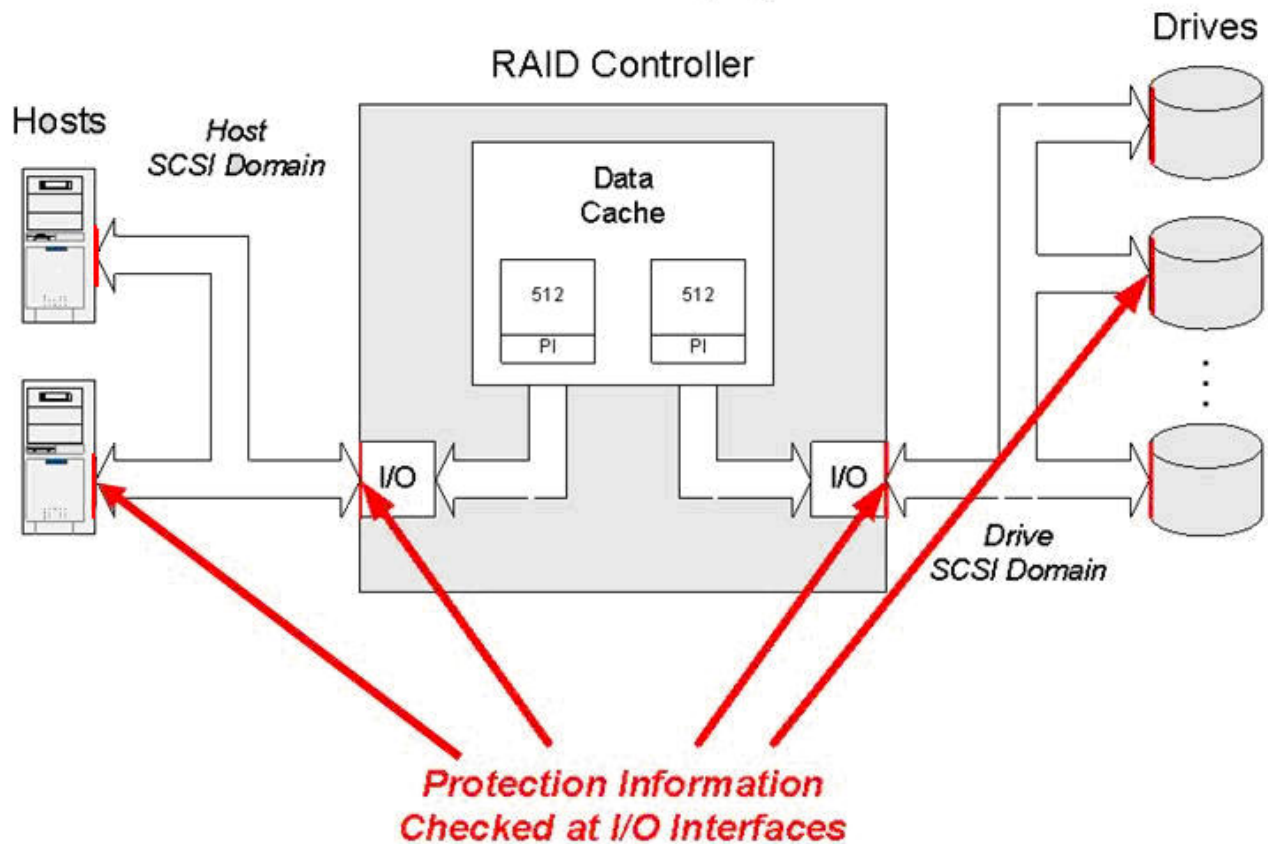 Drives
RAID Controller
Hosts
Host
SCSI Domain
Data
Cache
512
PI
512
PI
I/O
I/O
Drive
SCSI Domain
Protection Information
Checked at I/O Interfaces